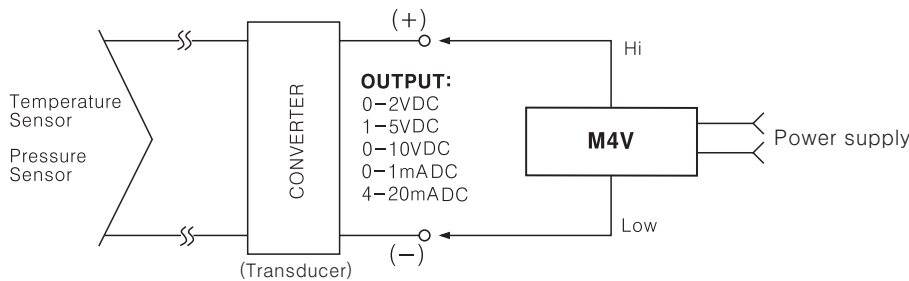 Temperature
Sensor
Pressure
Sensor
CONVERTER
(Transducer)
(+)
OUTPUT:
0-2VDC
1-5VDC
0-10VDC
0-1mADC
4-20mADC
(-)
Hi
M4V
Low
Power supply